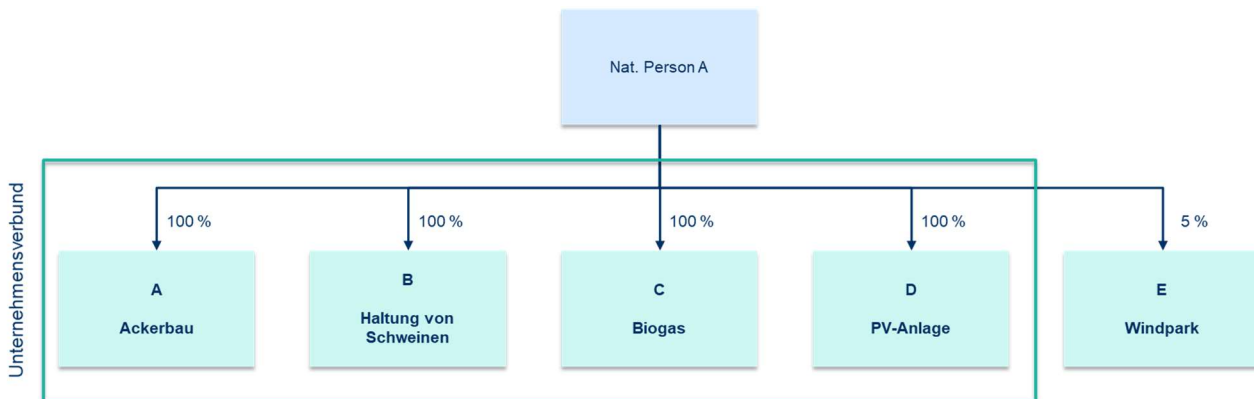 Nat. Person A
Unternehmensverbund
100 %
100 %
100 %
100 %
5 %
A
Ackerbau
B
Haltung von
Schweinen
C
Biogas
D
PV-Anlage
E
Windpark